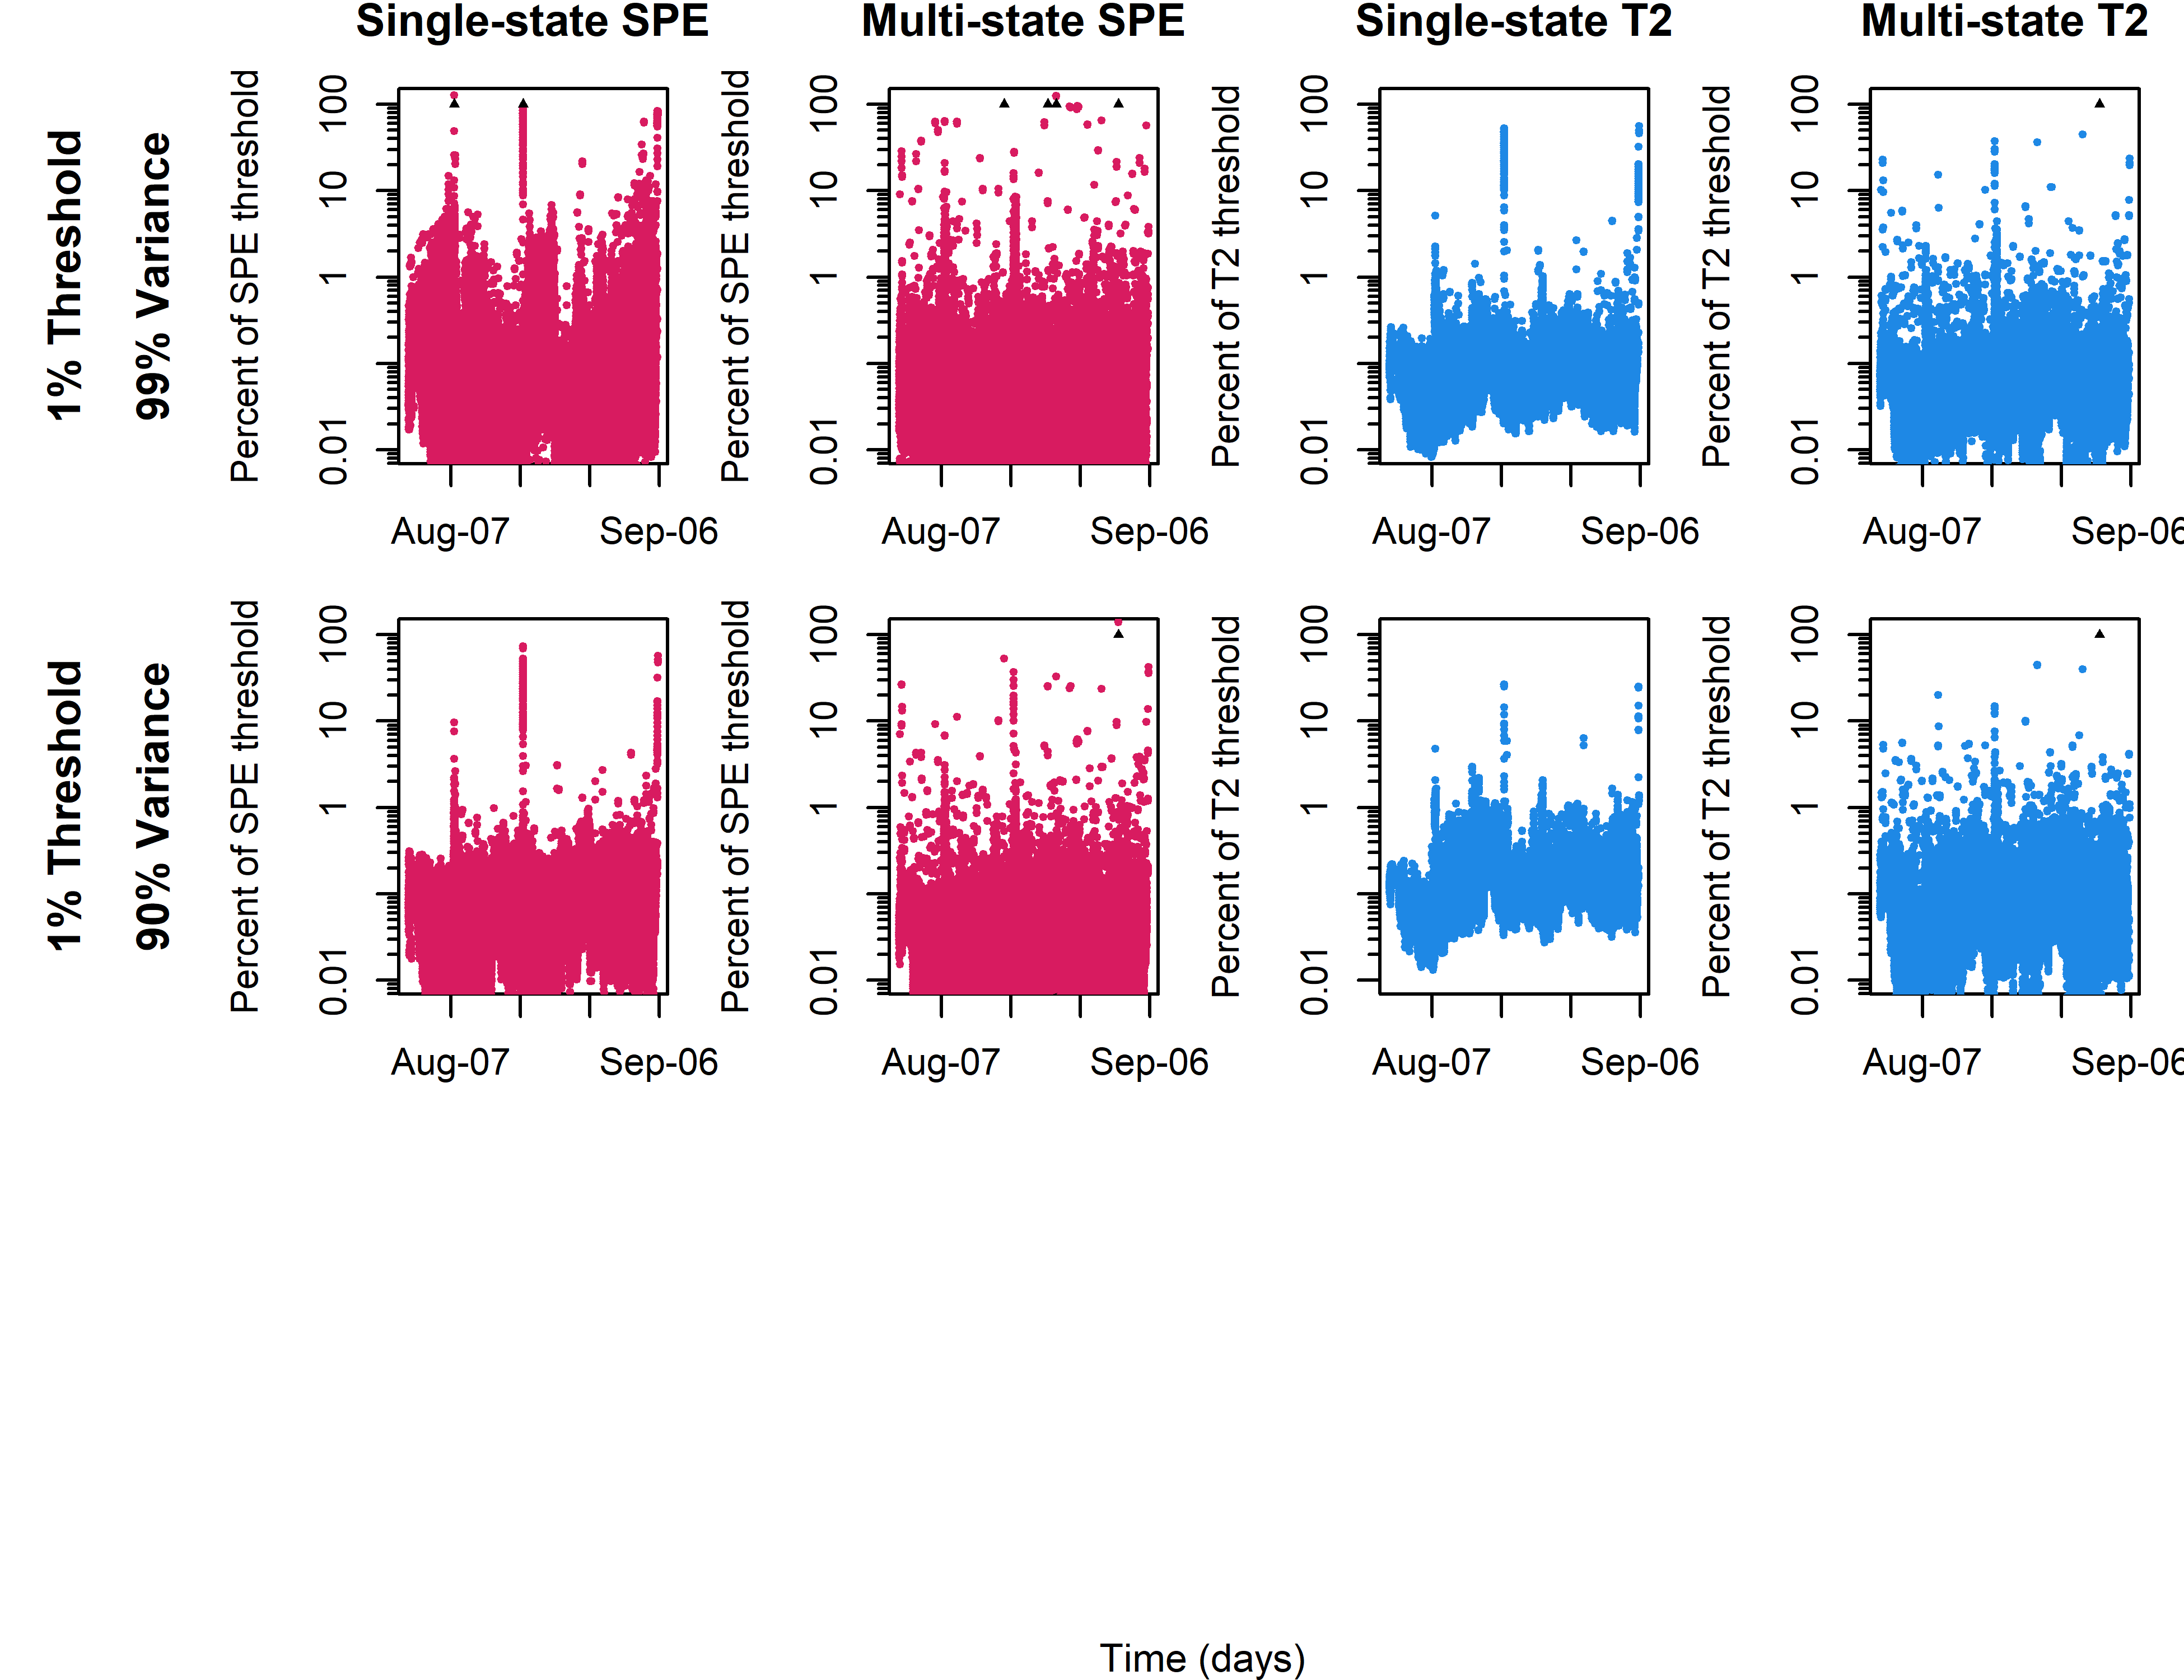 Single-state SPE
Multi-state SPE
Single-state T2
Multi-state T2
1% Threshold
99% Variance
Percent of SPE threshold
100
10
1
0.01
Aug-07
Sep-06
Percent of SPE threshold
100
10
1
0.01
Aug-07
Sep-06
Percent of T2 threshold
100
10
1
0.01
Aug-07
Sep-06
Percent of T2 threshold
100
10
1
0.01
Aug-07
Sep-06
1% Threshold
90% Variance
Percent of SPE threshold
100
10
1
0.01
Aug-07
Sep-06
Percent of SPE threshold
100
10
1
0.01
Aug-07
Sep-06
Percent of T2 threshold
100
10
1
0.01
Aug-07
Sep-06
Percent of T2 threshold
100
10
1
0.01
Aug-07
Sep-06
Time (days)